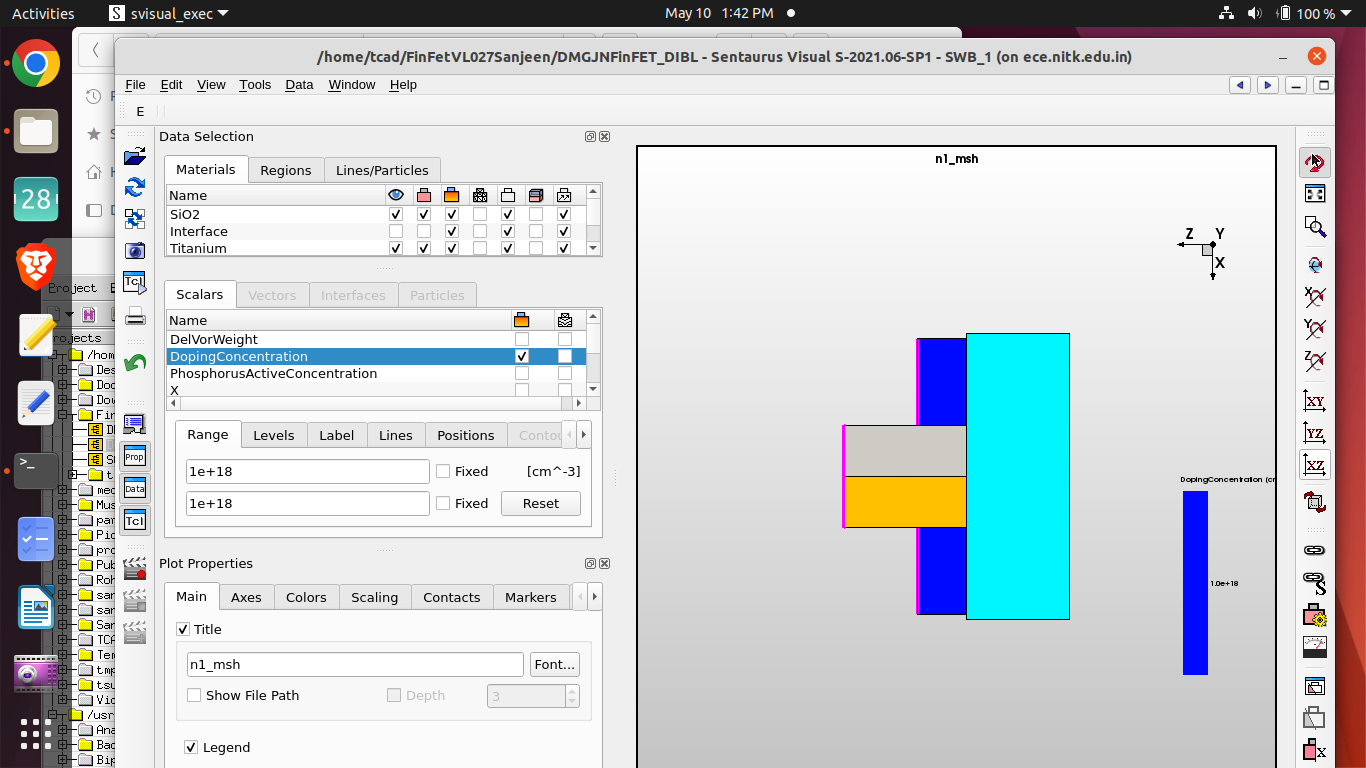 Activities
svisual_exec
May 10 1:42 PM
100 %
/home/tcad/FinFetVL027Sanjeen/DMGJNFinFET_DIBL - Sentaurus Visual S-2021.06-SP1 - SWB_1 (on ece.nitk.edu.in)
File Edit View Tools Data Window Help
E
Data Selection
Materials Regions Lines/Particles
Name
SiO2
Interface
Titanium
Scalars Vectors Interfaces Particles
Name
DelVorWeight
DopingConcentration
PhosphorusActiveConcentration
X
Range Levels Label Lines Positions Contou
1e+18 Fixed [cm^-3]
1e+18 Fixed Reset
Plot Properties
Main Axes Colors Scaling Contacts Markers
Title
n1_msh Font...
Show File Path Depth 3
Legend
n1_msh
Z Y
X
DopingConcentration (cr
1.0e+18
28
Tcl
Prop
Data
Tcl
X
Y
Z
XY
YZ
XZ
S
x
Project E
rojects
/hom
Des
Doc
Dow
Fin
D
S
t
med
Mus
par
Pic
pro
Pub
Roh
sar
sar
Sar
TCA
Tem
tmp
tsu
Vic
/usr
Ana
Bac
Bip